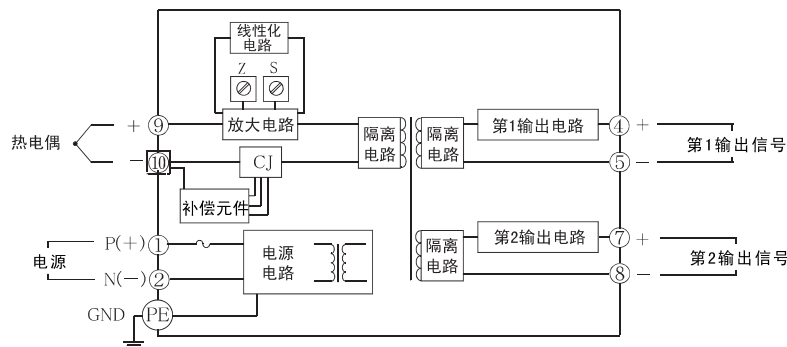 线性化
电路
Z
S
热电偶
+
⑨
放大电路
隔离
电路
隔离
电路
第1输出电路
④
+
−
⑩
CJ
⑤
−
第1输出信号
补偿元件
电源
P(+)
①
N(−)
②
电源
电路
隔离
电路
第2输出电路
⑦
+
⑧
−
第2输出信号
GND
PE